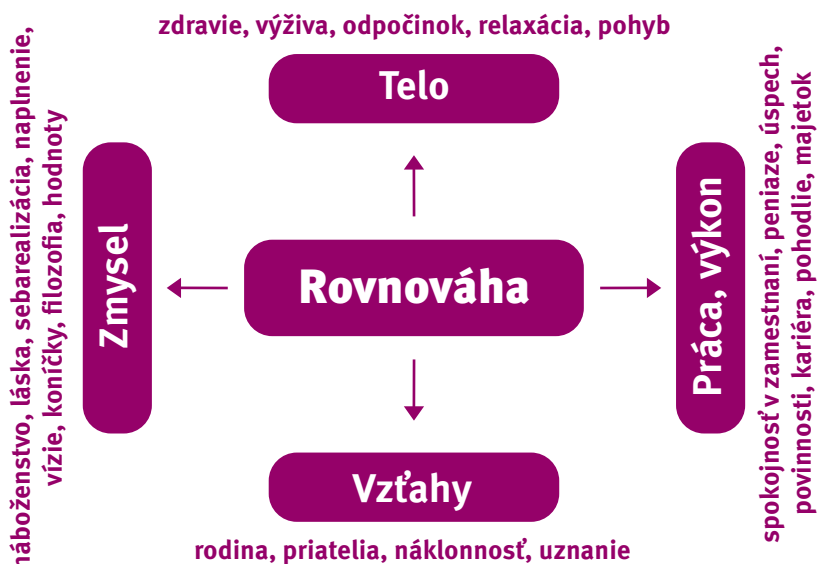 zdravie, výživa, odpočinok, relaxácia, pohyb
Telo
náboženstvo, láska, sebarealizácia, naplnenie,
vízie, koníčky, filozofia, hodnoty
Zmysel
Rovnováha
Práca, výkon
spokojnosť v zamestnaní, peniaze, úspech,
povinnosti, kariéra, pohodlie, majetok
Vzťahy
rodina, priatelia, náklonnosť, uznanie